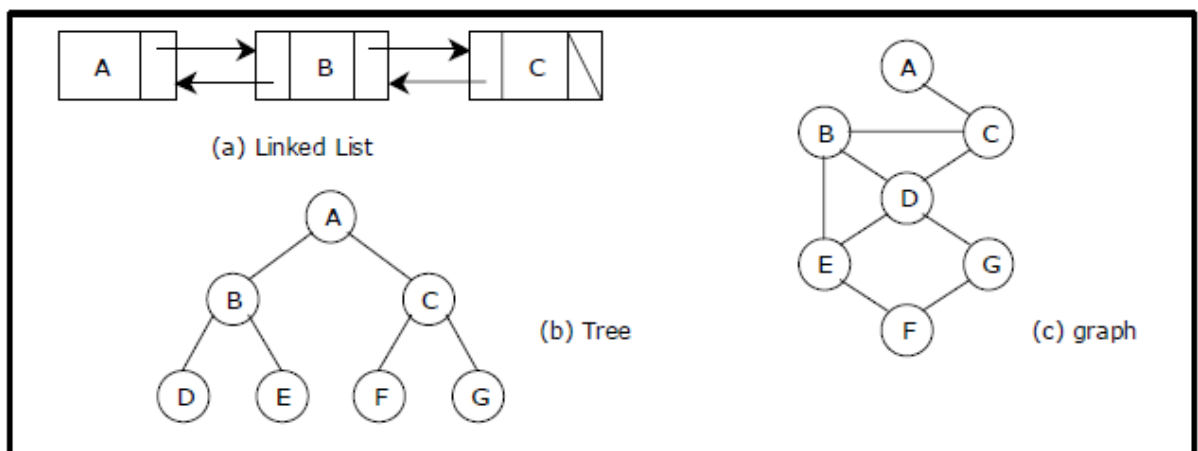 A B C
(a) Linked List
A
B C
D E F G
(b) Tree
A
B C
D
E G
F
(c) graph